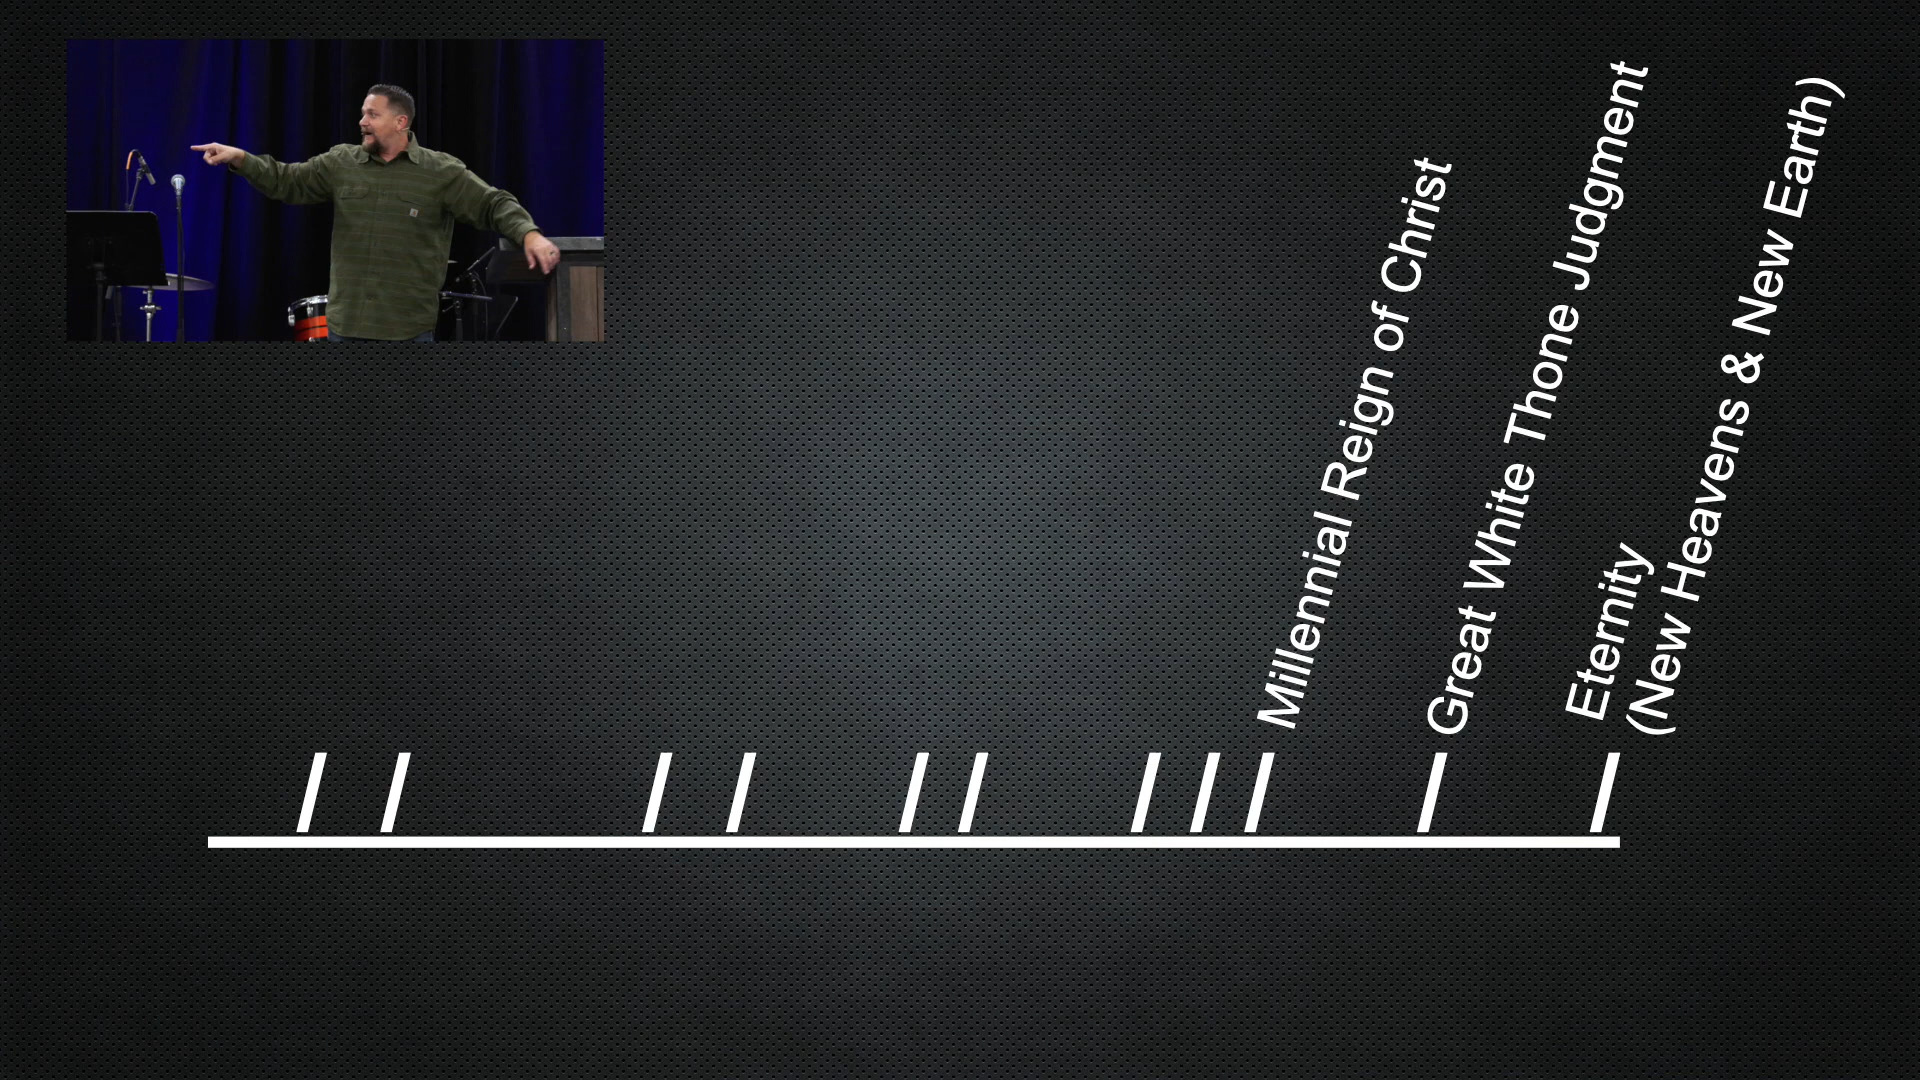 Millennial Reign of Christ
Great White Thone Judgment
Eternity
(New Heavens & New Earth)